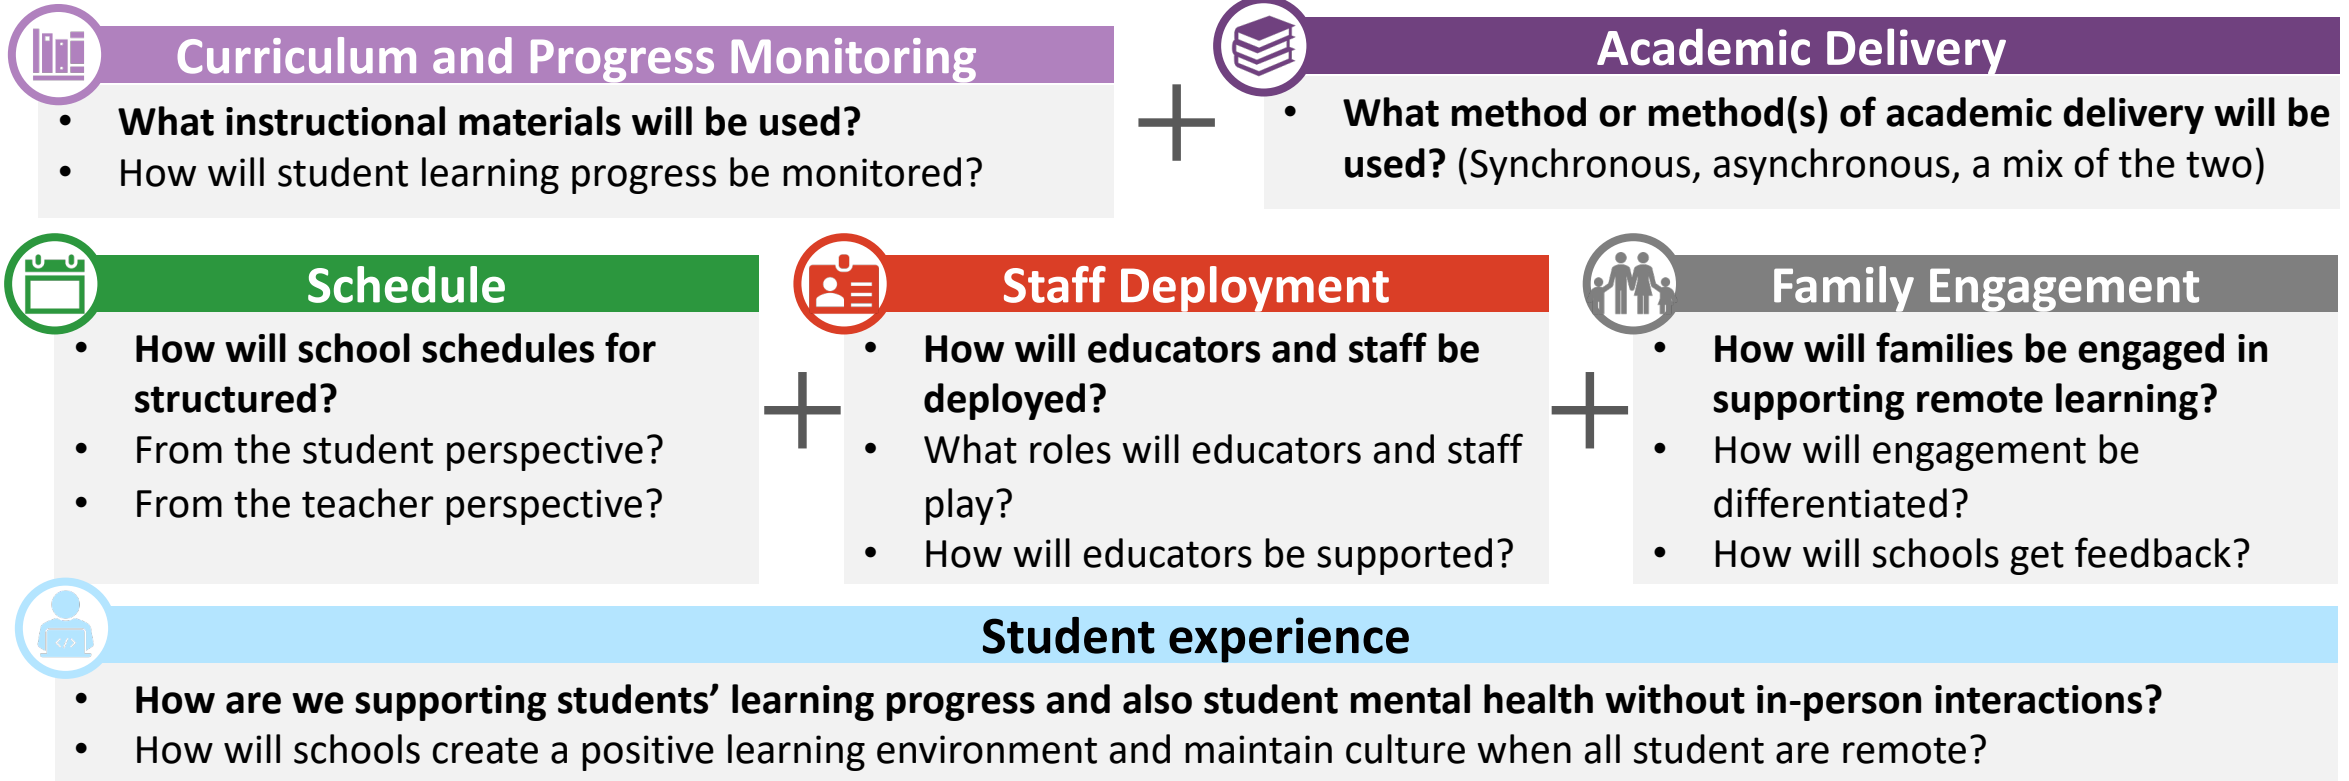 Curriculum and Progress Monitoring
• What instructional materials will be used?
• How will student learning progress be monitored?
Academic Delivery
• What method or method(s) of academic delivery will be
used? (Synchronous, asynchronous, a mix of the two)
Schedule
• How will school schedules for
structured?
• From the student perspective?
• From the teacher perspective?
Staff Deployment
• How will educators and staff be
deployed?
• What roles will educators and staff
play?
• How will educators be supported?
Family Engagement
• How will families be engaged in
supporting remote learning?
• How will engagement be
differentiated?
• How will schools get feedback?
Student experience
• How are we supporting students’ learning progress and also student mental health without in-person interactions?
• How will schools create a positive learning environment and maintain culture when all student are remote?